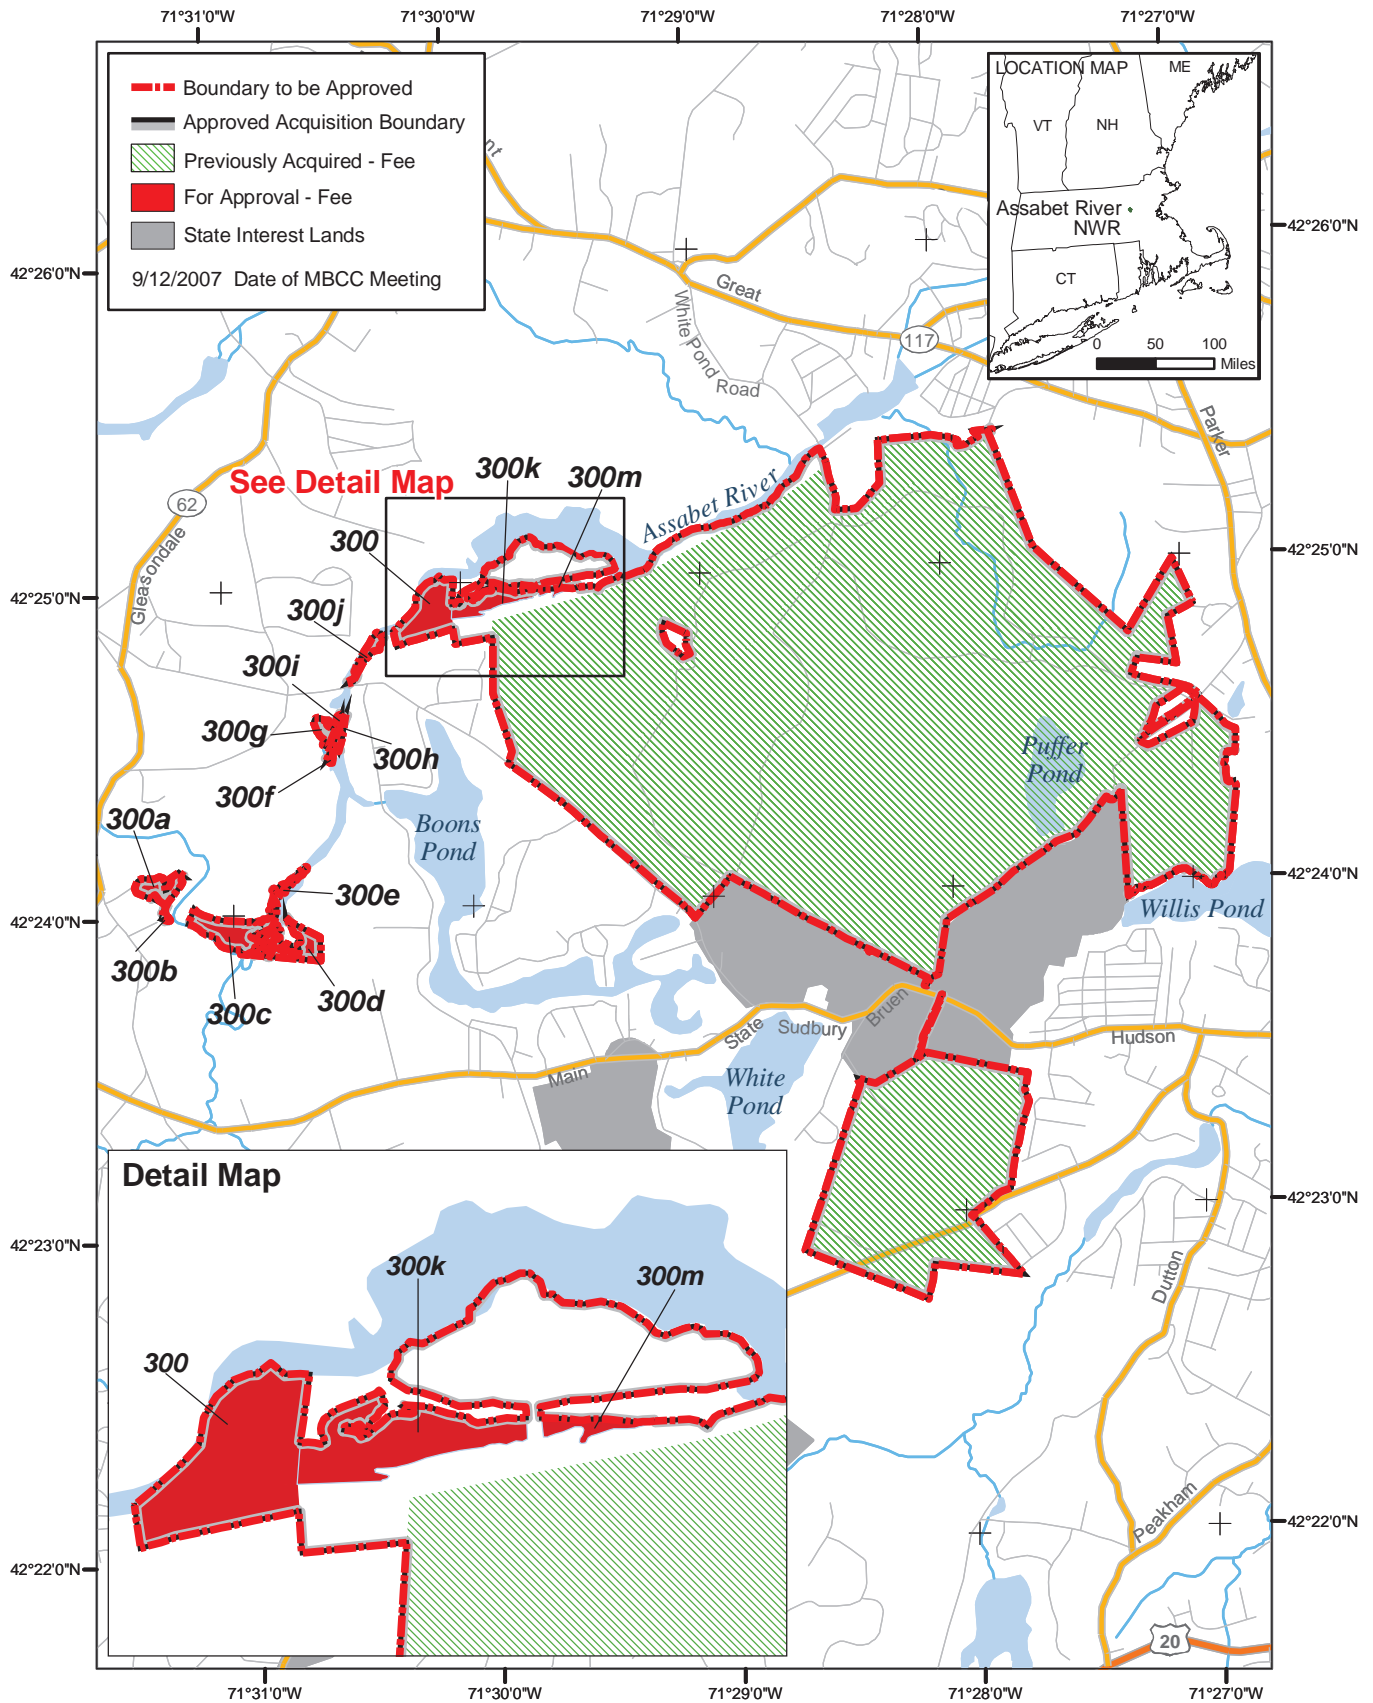 71°31'0"W
71°30'0"W
71°29'0"W
71°28'0"W
71°27'0"W
Boundary to be Approved
Approved Acquisition Boundary
Previously Acquired - Fee
For Approval - Fee
State Interest Lands
9/12/2007 Date of MBCC Meeting
nt
LOCATION MAP
ME
VT
NH
Assabet River
NWR
CT
0
50
100
Miles
42°26'0"N
42°26'0"N
Great
117
White Pond
Road
Parker
See Detail Map
300k
300m
Assabet River
62
Gleasondale
300
42°25'0"N
42°25'0"N
300j
300i
300g
300h
300f
Puffer
Pond
300a
Boons
Pond
42°24'0"N
300e
42°24'0"N
Willis Pond
300b
300c
300d
State
Sudbury
Bruen
Hudson
Main
White
Pond
Detail Map
42°23'0"N
42°23'0"N
300k
300m
Dutton
300
Peakham
42°22'0"N
42°22'0"N
20
71°31'0"W
71°30'0"W
71°29'0"W
71°28'0"W
71°27'0"W